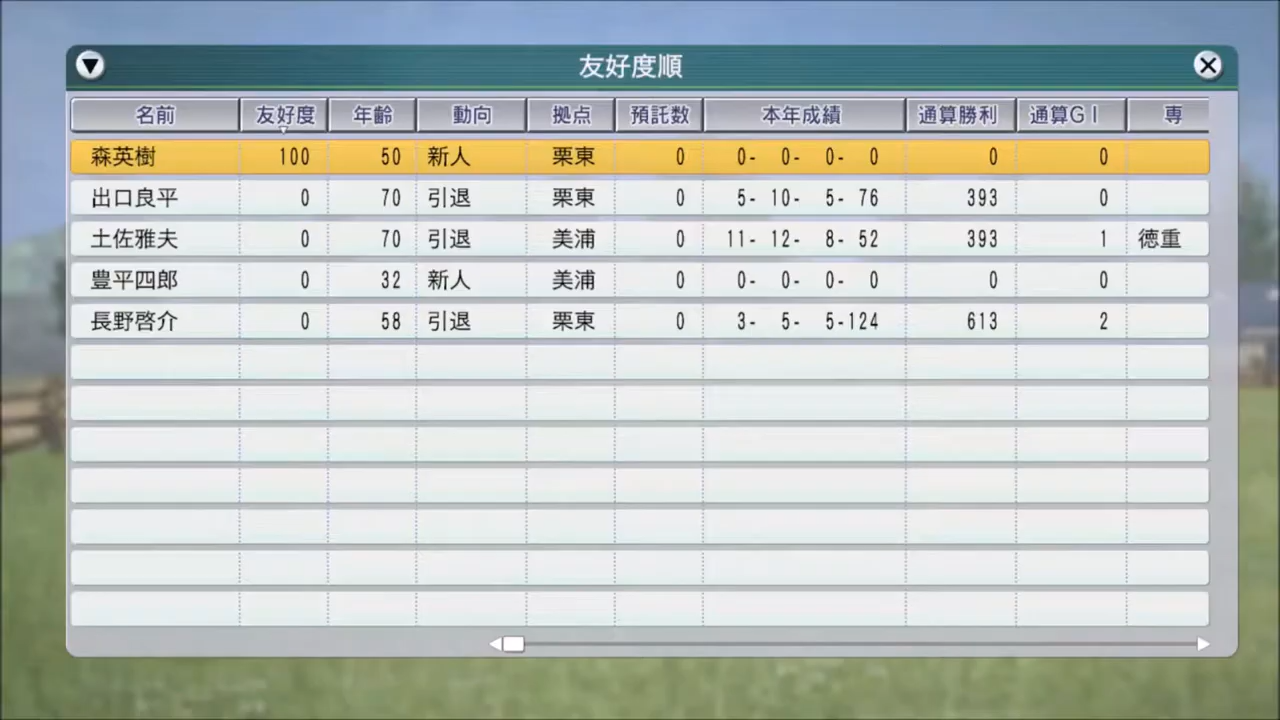 友好度順
名前 友好度 年齢 動向 拠点 預託数 本年成績 通算勝利 通算GⅠ 専
森英樹 100 50 新人 栗東 0 0- 0- 0- 0 0 0
出口良平 0 70 引退 栗東 0 5- 10- 5- 76 393 0
土佐雅夫 0 70 引退 美浦 0 11- 12- 8- 52 393 1 徳重
豊平四郎 0 32 新人 美浦 0 0- 0- 0- 0 0 0
長野啓介 0 58 引退 栗東 0 3- 5- 5-124 613 2